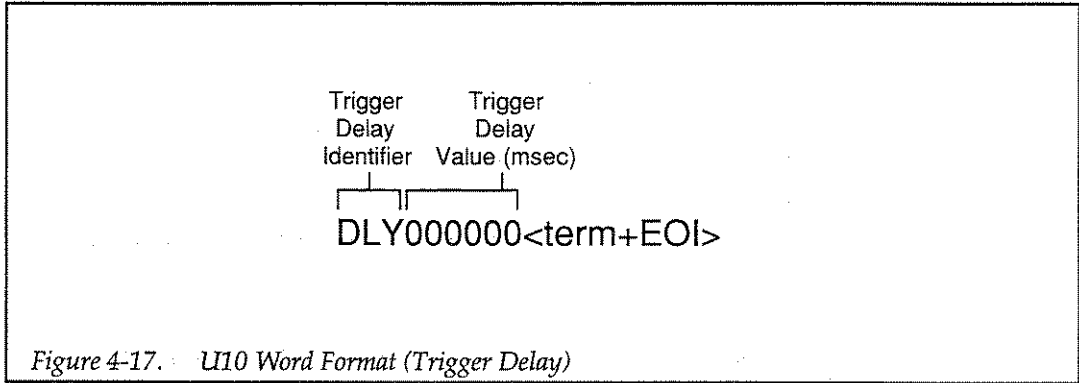 Trigger Trigger
Delay Delay
Identifier Value (msec)
DLY000000<term+EOI>
Figure 4-17. U10 Word Format (Trigger Delay)